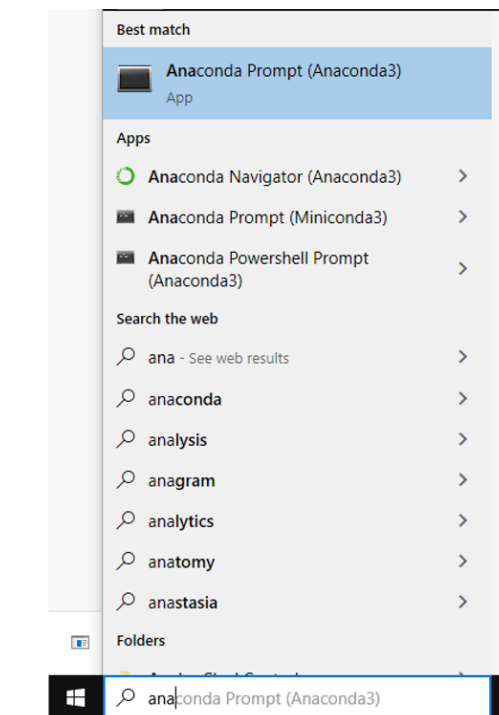 Best match
Anaconda Prompt (Anaconda3)
App
Apps
Anaconda Navigator (Anaconda3)
Anaconda Prompt (Miniconda3)
Anaconda Powershell Prompt
(Anaconda3)
Search the web
ana - See web results
anaconda
analysis
anagram
analytics
anatomy
anastasia
Folders
anaconda Prompt (Anaconda3)